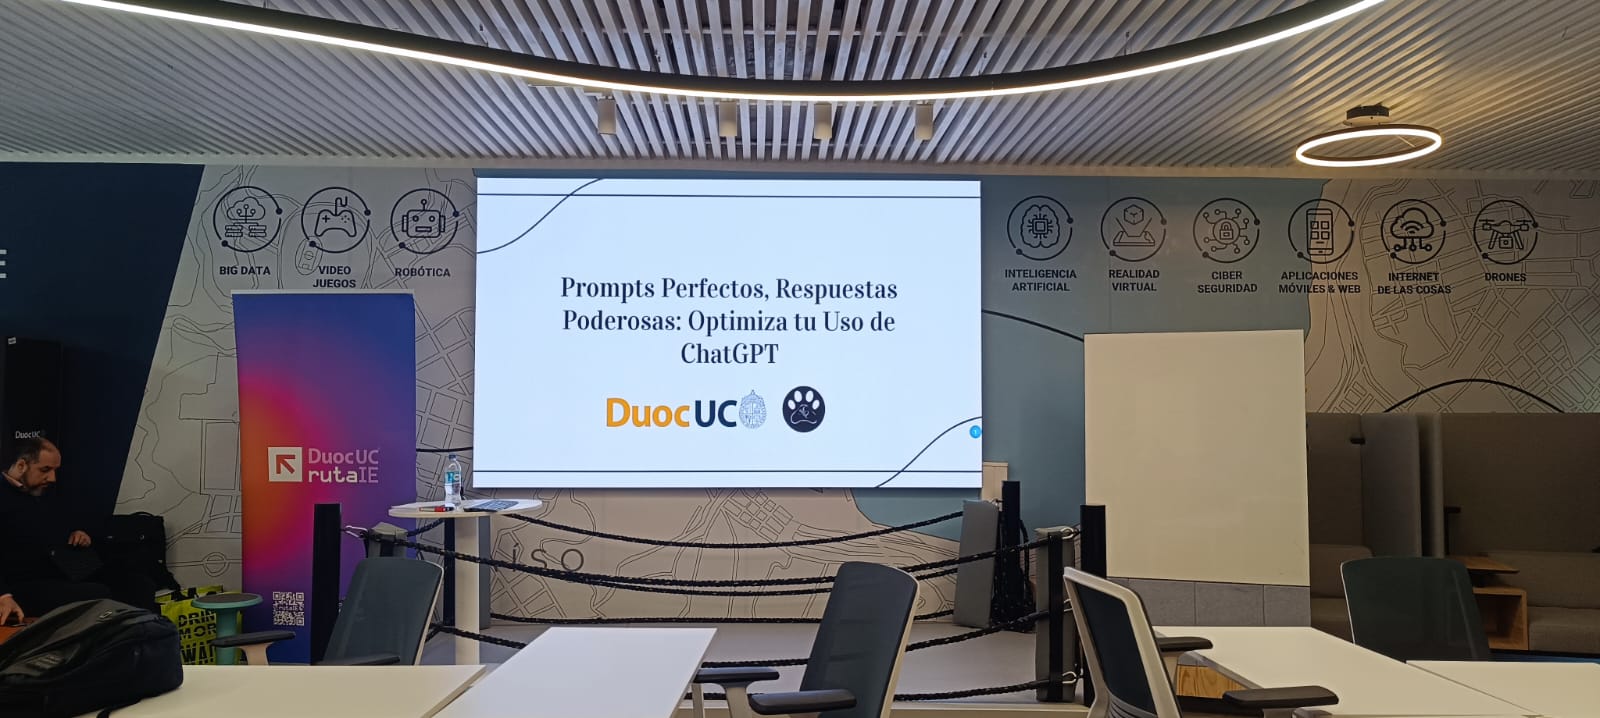 BIG DATA
VIDEO
JUEGOS
ROBÓTICA
Prompts Perfectos, Respuestas
Poderosas: Optimiza tu Uso de
ChatGPT
DuocUC
INTELIGENCIA
ARTIFICIAL
REALIDAD
VIRTUAL
CIBER
SEGURIDAD
APLICACIONES
MÓVILES & WEB
INTERNET
DE LAS COSAS
DRONES
E
DuocUC
DuocUC
rutaIE
ISO